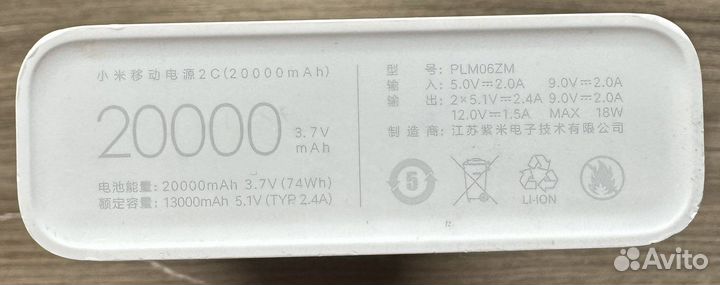 小米移动电源2C(20000mAh)
20000 3.7V
mAh
电池能量: 20000mAh 3.7V (74Wh)
额定容量: 13000mAh 5.1V (TYP. 2.4A)
型 号: PLM06ZM
输 入: 5.0V⎓2.0A 9.0V⎓2.0A
输 出: 2×5.1V⎓2.4A 9.0V⎓2.0A
12.0V⎓1.5A MAX 18W
制 造 商: 江苏紫米电子技术有限公司
5
LI-ION
Avito